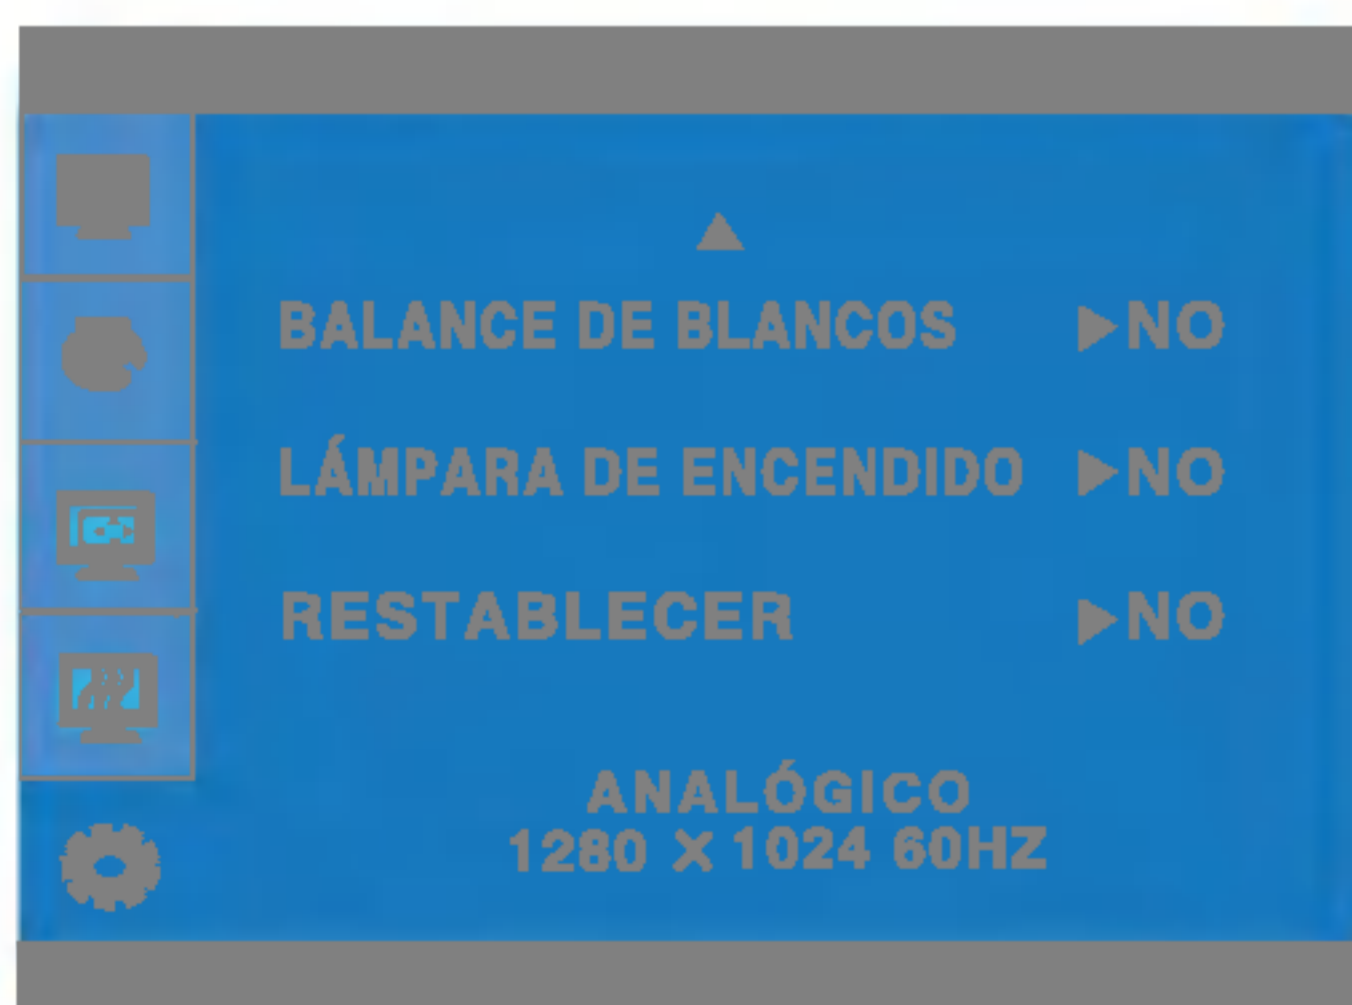 BALANCE DE BLANCOS ▶NO
LÁMPARA DE ENCENDIDO ▶NO
RESTABLECER ▶NO
ANALÓGICO
1280 X 1024 60HZ